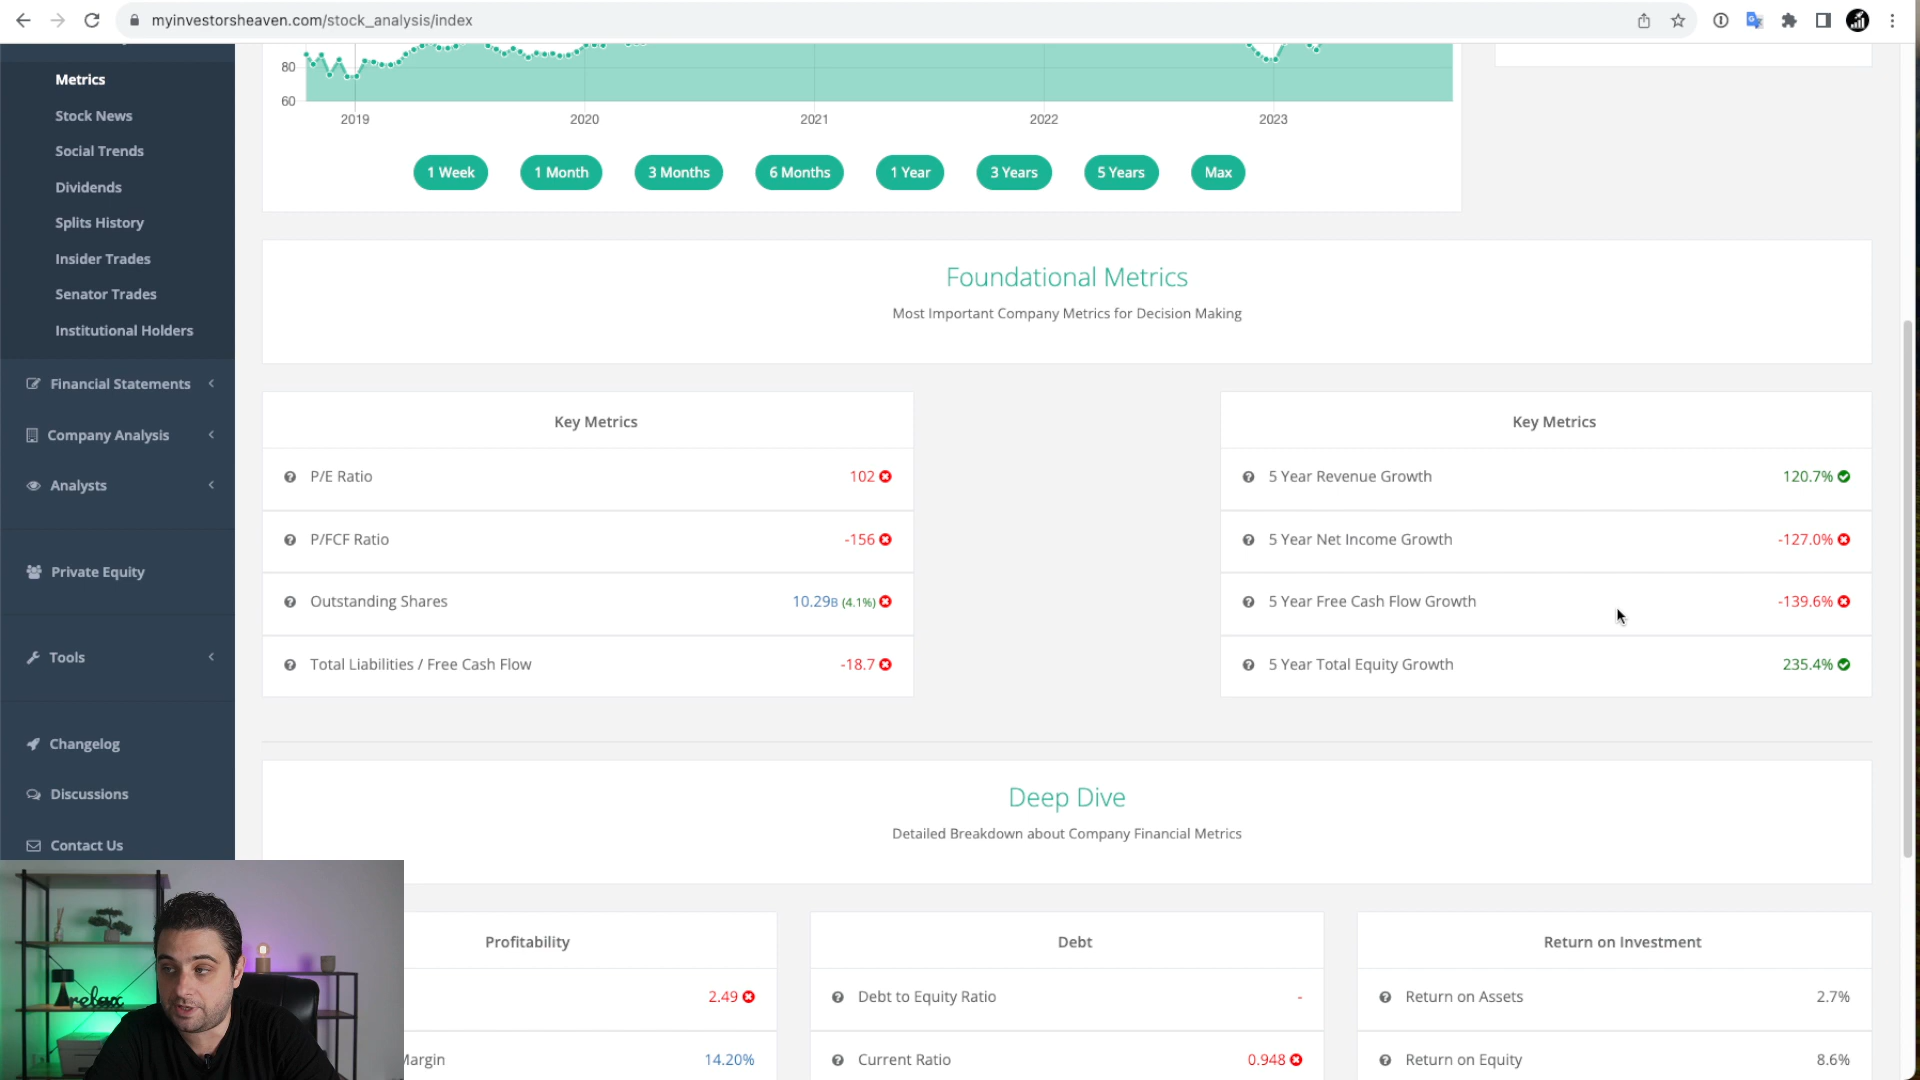 myinvestorsheaven.com/stock_analysis/index
Metrics
Stock News
Social Trends
Dividends
Splits History
Insider Trades
Senator Trades
Institutional Holders
Financial Statements
Company Analysis
Analysts
Private Equity
Tools
Changelog
Discussions
Contact Us
80
60
2019 2020 2021 2022 2023
1 Week 1 Month 3 Months 6 Months 1 Year 3 Years 5 Years Max
Foundational Metrics
Most Important Company Metrics for Decision Making
Key Metrics
P/E Ratio 102
P/FCF Ratio -156
Outstanding Shares 10.29B (4.1%)
Total Liabilities / Free Cash Flow -18.7
Key Metrics
5 Year Revenue Growth 120.7%
5 Year Net Income Growth -127.0%
5 Year Free Cash Flow Growth -139.6%
5 Year Total Equity Growth 235.4%
Deep Dive
Detailed Breakdown about Company Financial Metrics
Profitability
2.49
Margin 14.20%
Debt
Debt to Equity Ratio -
Current Ratio 0.948
Return on Investment
Return on Assets 2.7%
Return on Equity 8.6%
relax